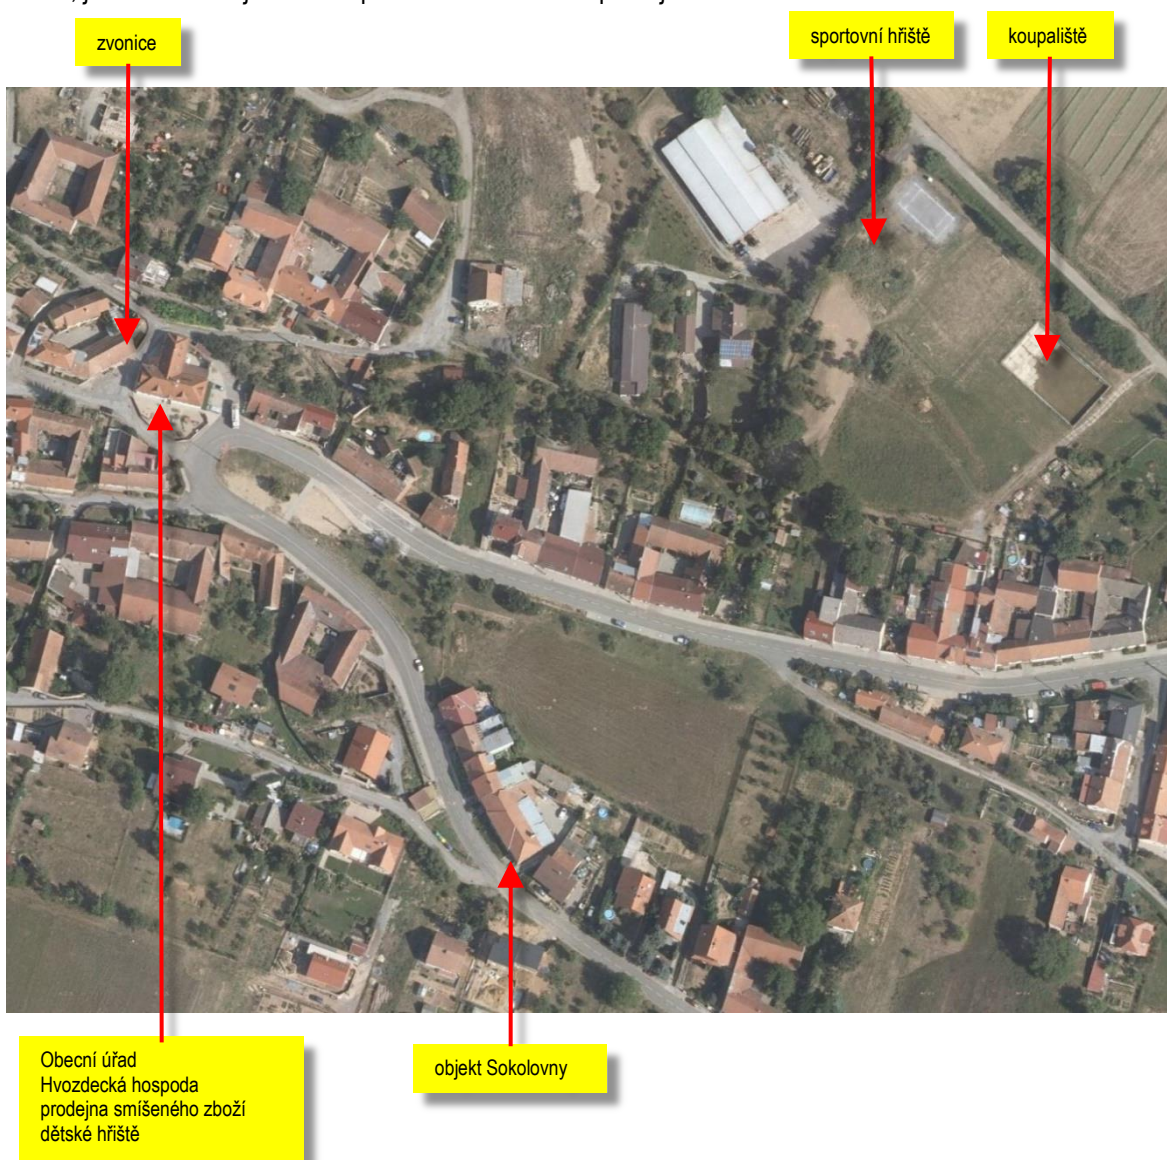 zvonice
sportovní hřiště
koupaliště
Obecní úřad
Hvozdecká hospoda
prodejna smíšeného zboží
dětské hřiště
objekt Sokolovny